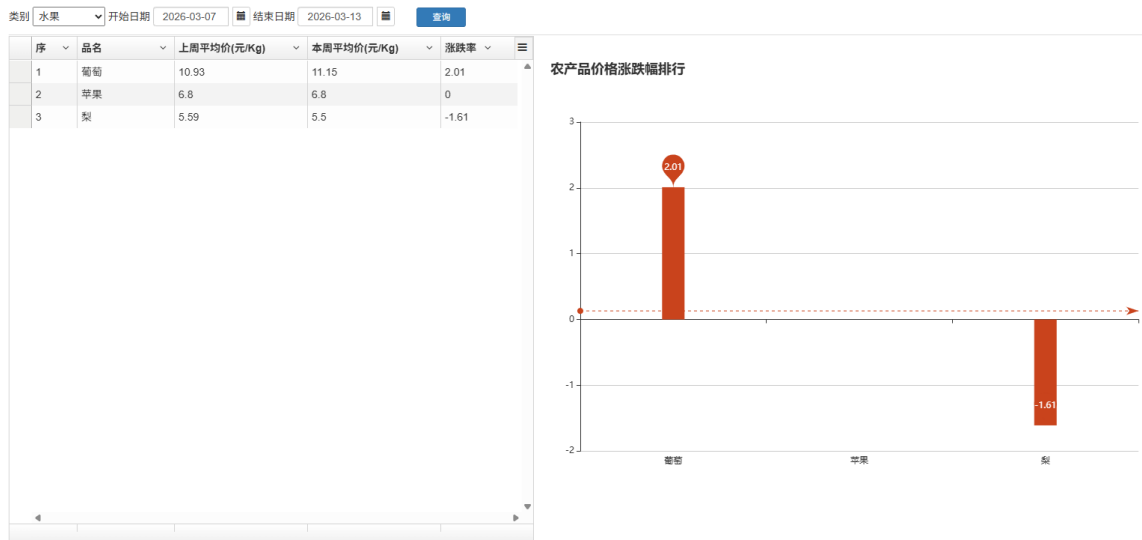 类别 水果 开始日期 2026-03-07 结束日期 2026-03-13 查询
序 品名 上周平均价(元/Kg) 本周平均价(元/Kg) 涨跌率
1 葡萄 10.93 11.15 2.01
2 苹果 6.8 6.8 0
3 梨 5.59 5.5 -1.61
农产品价格涨跌幅排行
3
2.01
2
1
0
-1
-1.61
-2
葡萄 苹果 梨